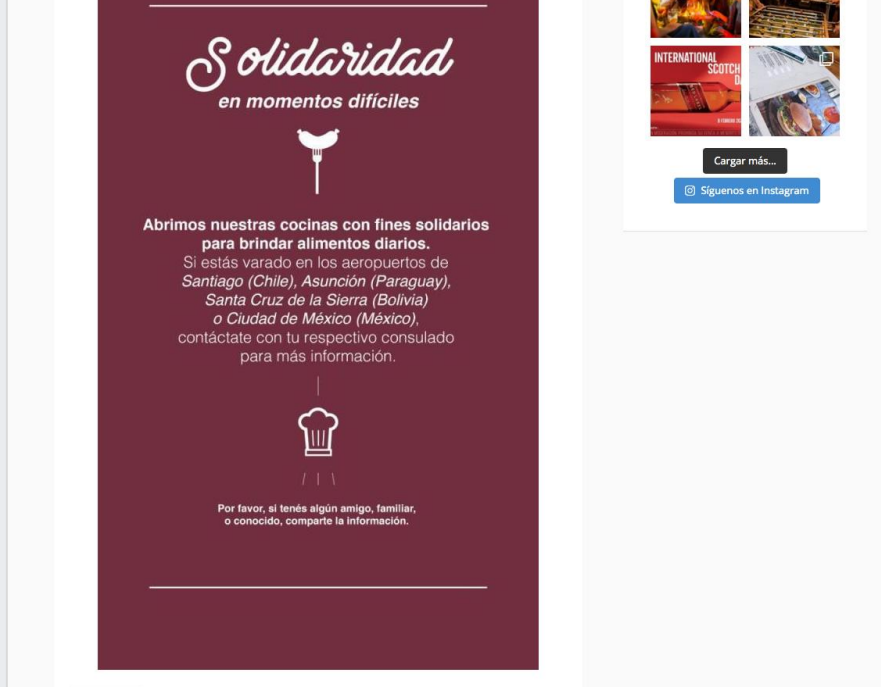 Solidaridad
en momentos difíciles
Abrimos nuestras cocinas con fines solidarios
para brindar alimentos diarios.
Si estás varado en los aeropuertos de
Santiago (Chile), Asunción (Paraguay),
Santa Cruz de la Sierra (Bolivia)
o Ciudad de México (México),
contáctate con tu respectivo consulado
para más información.
Por favor, si tenés algún amigo, familiar,
o conocido, comparte la información.
INTERNATIONAL
SCOTCH
Cargar más...
Síguenos en Instagram